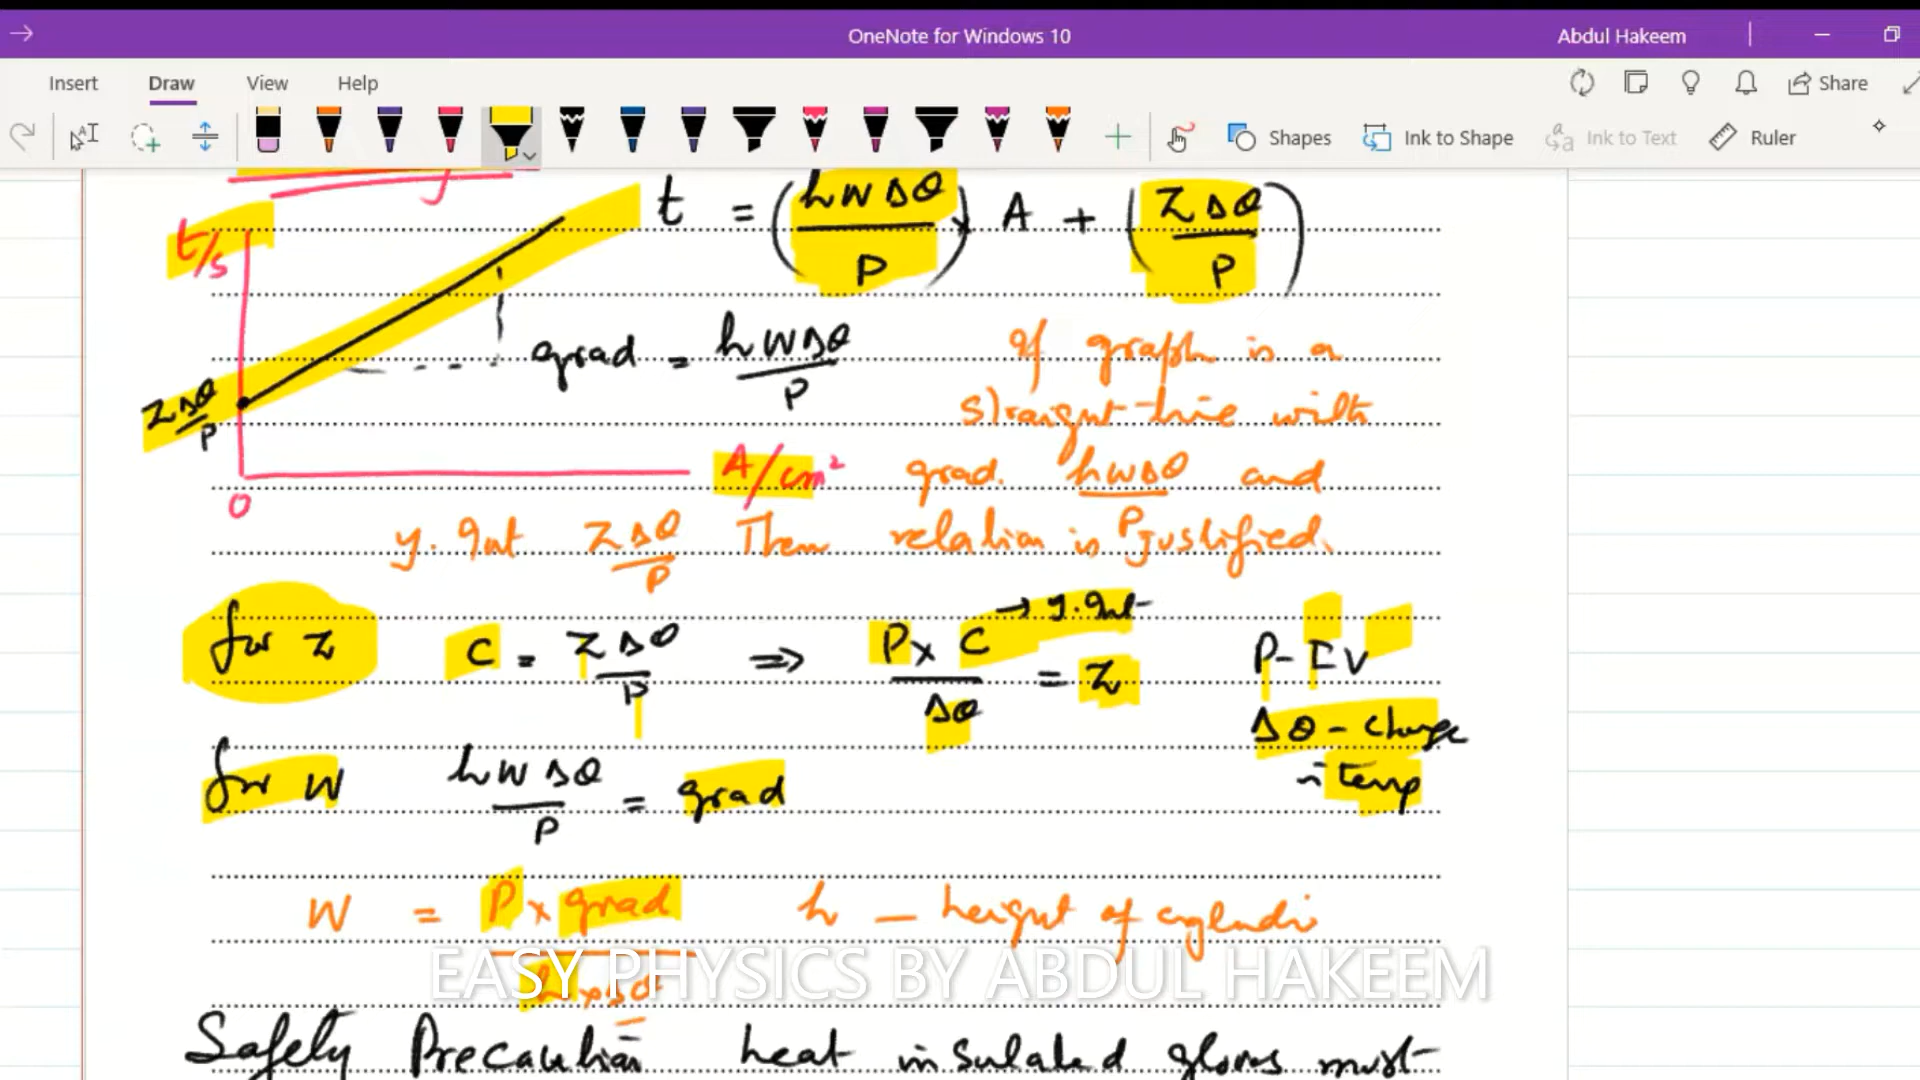 OneNote for Windows 10
Abdul Hakeem
Insert Draw View Help
Share
Shapes Ink to Shape Ink to Text Ruler
t/s
t = (hWΔθ/P) A + (ZΔθ/P)
grad = hWΔθ/P
ZΔθ/P
If graph is a
straight-line with
A/cm² grad. hWΔθ/P and
0
y. Int ZΔθ/P Then relation is justified.
for Z C = ZΔθ/P ⇒ P×C/Δθ = Z → y. Int P - IV
Δθ - change
in temp
for W hWΔθ/P = grad
W = P × grad / h × Δθ h — height of cylindr
EASY PHYSICS BY ABDUL HAKEEM
Safety Precaution heat insulated gloves must